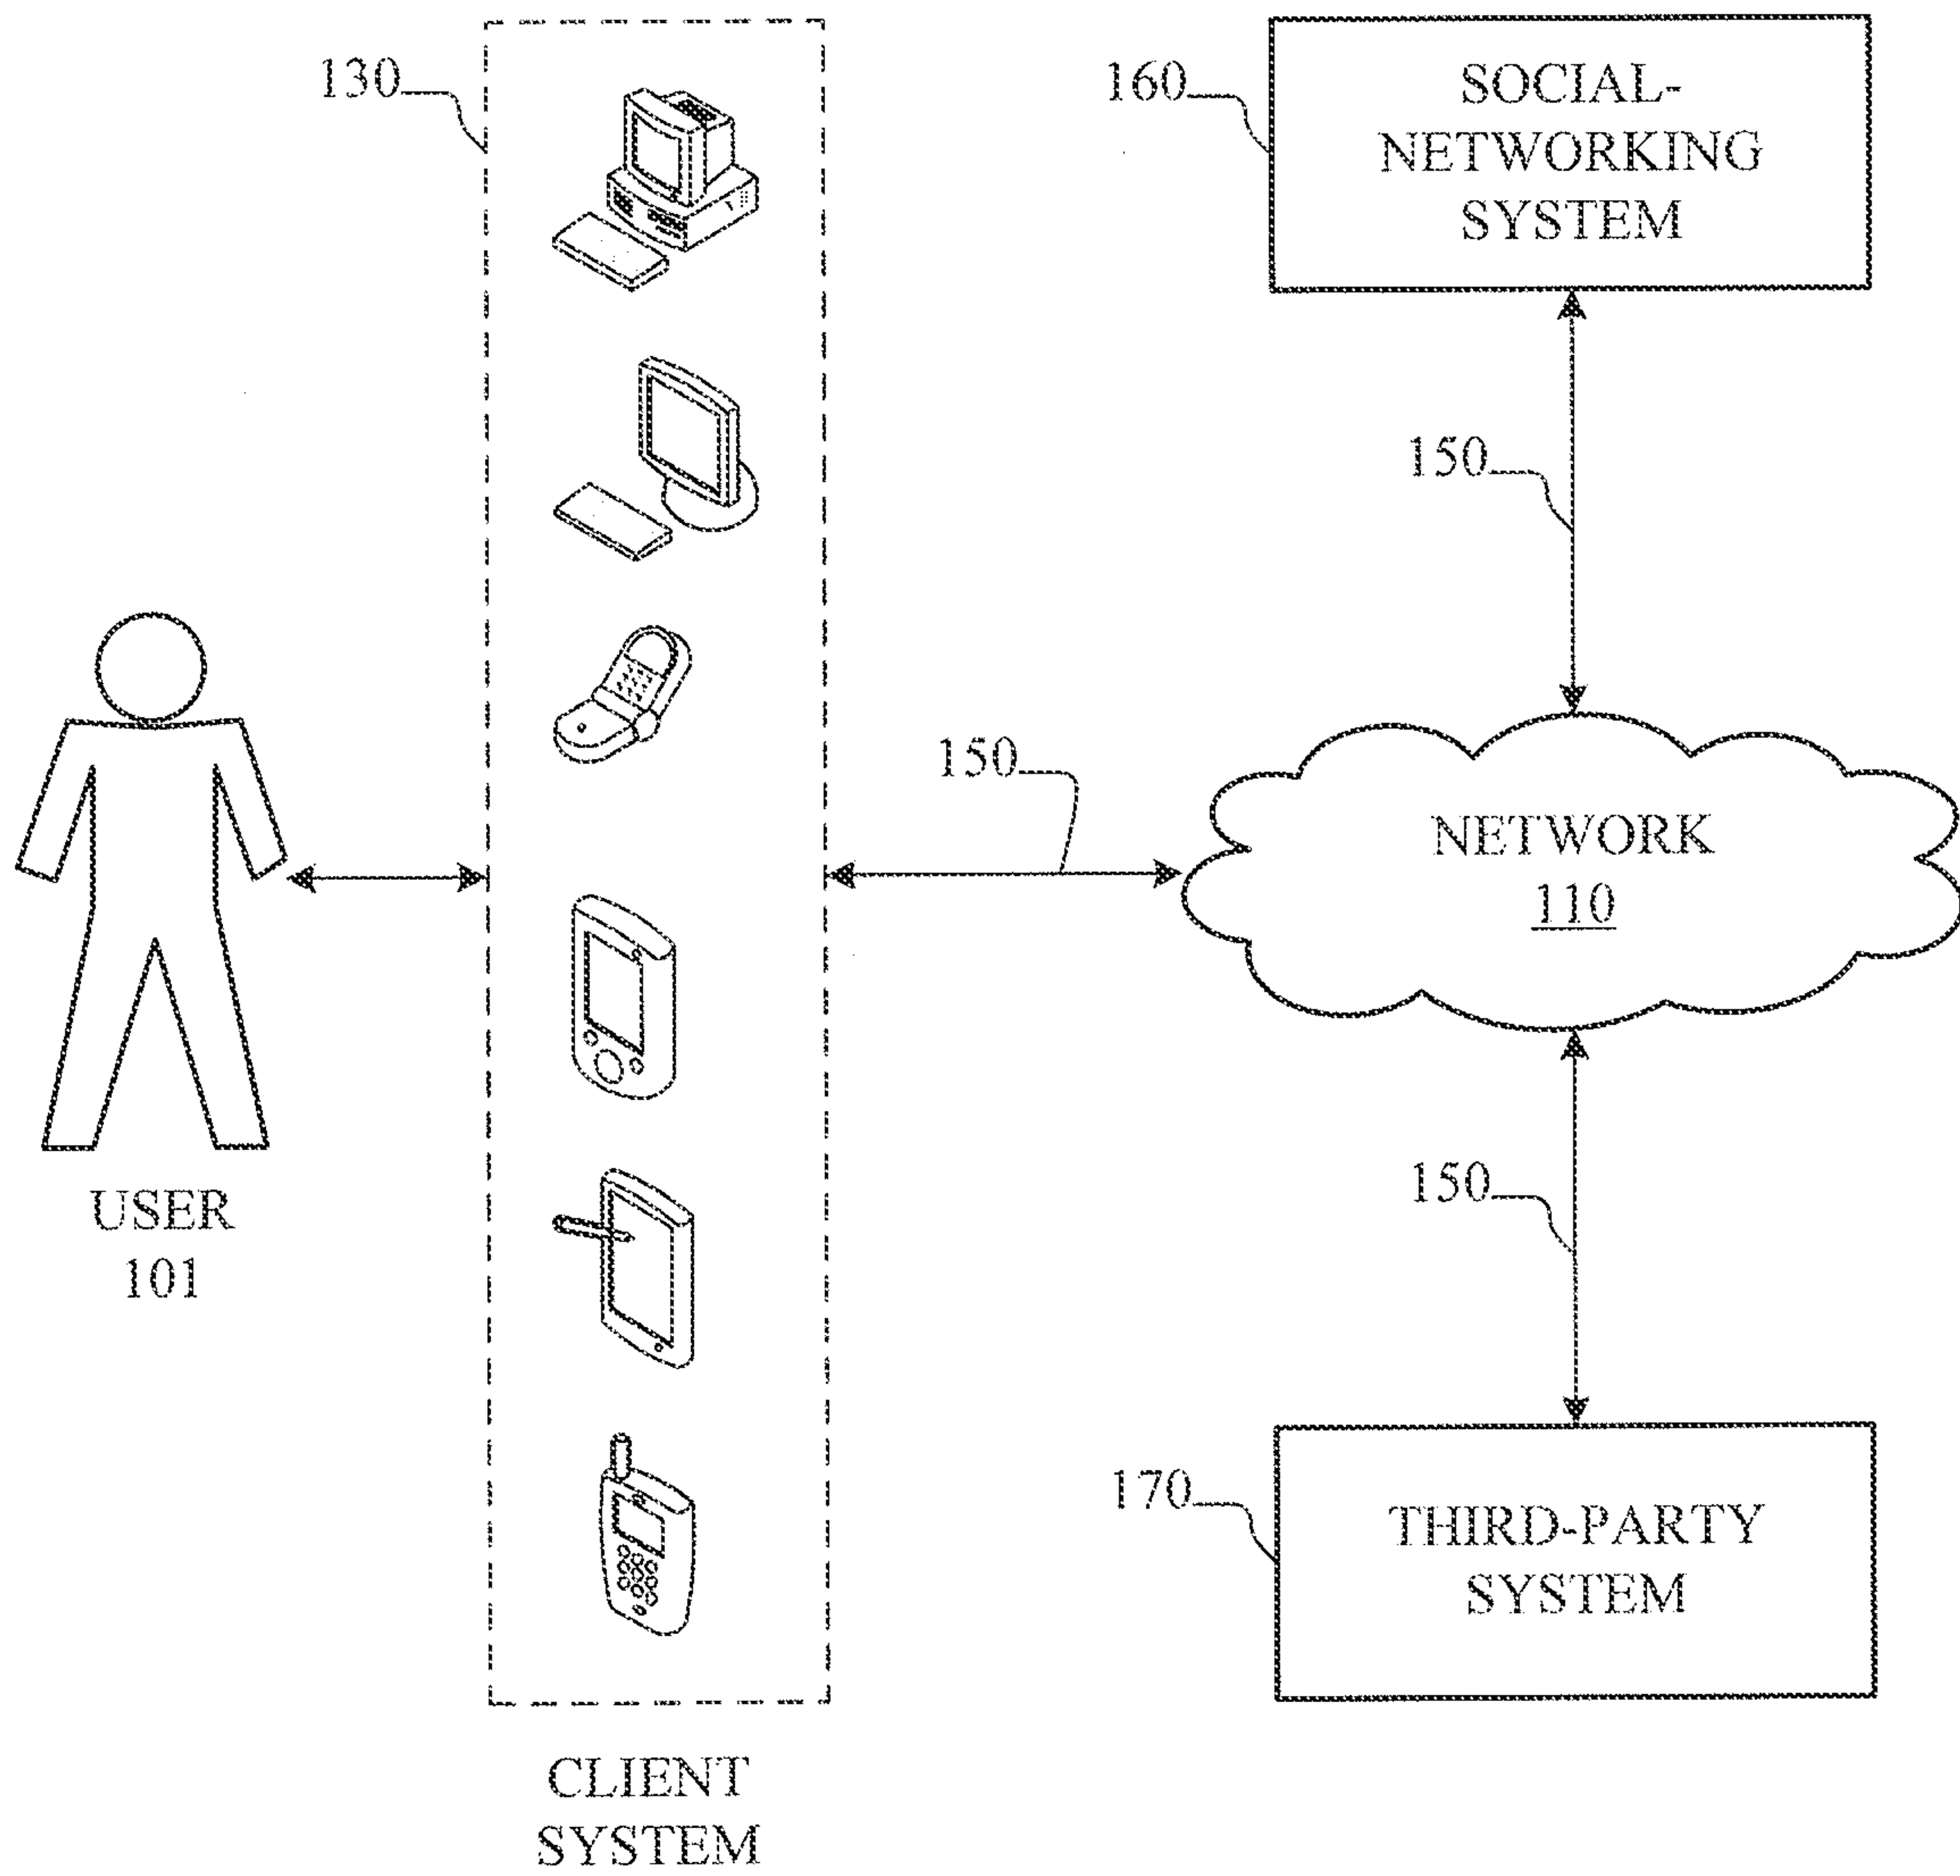 130
160
SOCIAL-
NETWORKING
SYSTEM
150
150
NETWORK
110
USER
101
150
170
THIRD-PARTY
SYSTEM
CLIENT
SYSTEM